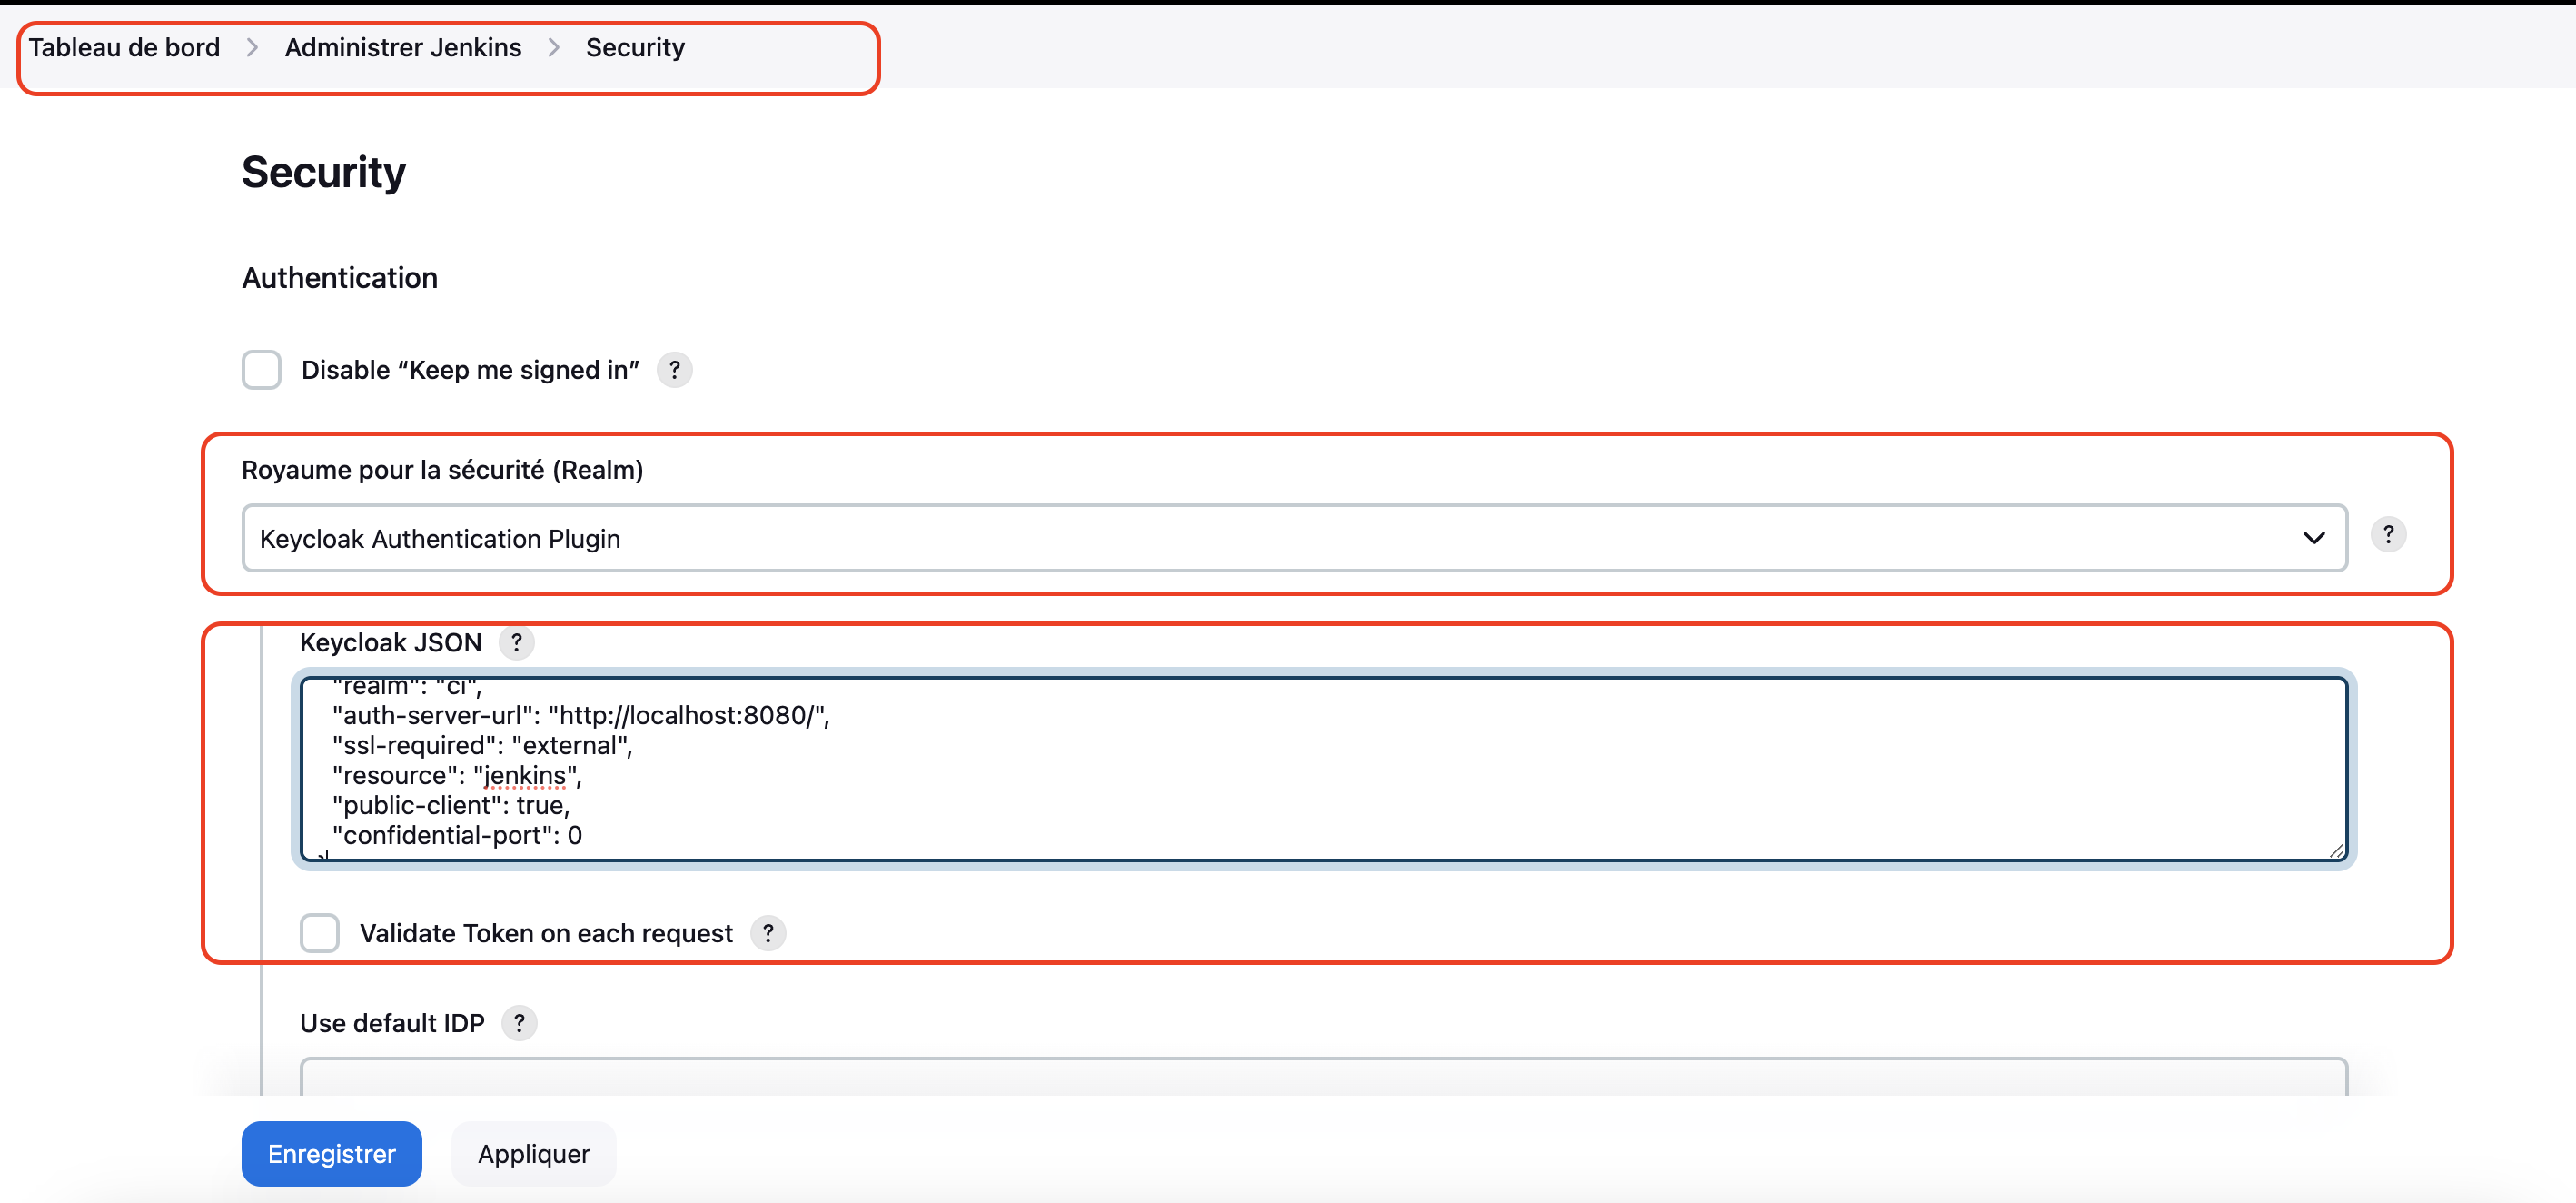 Tableau de bord > Administrer Jenkins > Security
Security
Authentication
Disable “Keep me signed in” ?
Royaume pour la sécurité (Realm)
Keycloak Authentication Plugin ?
Keycloak JSON ?
"realm": "ci",
"auth-server-url": "http://localhost:8080/",
"ssl-required": "external",
"resource": "jenkins",
"public-client": true,
"confidential-port": 0
Validate Token on each request ?
Use default IDP ?
Enregistrer Appliquer